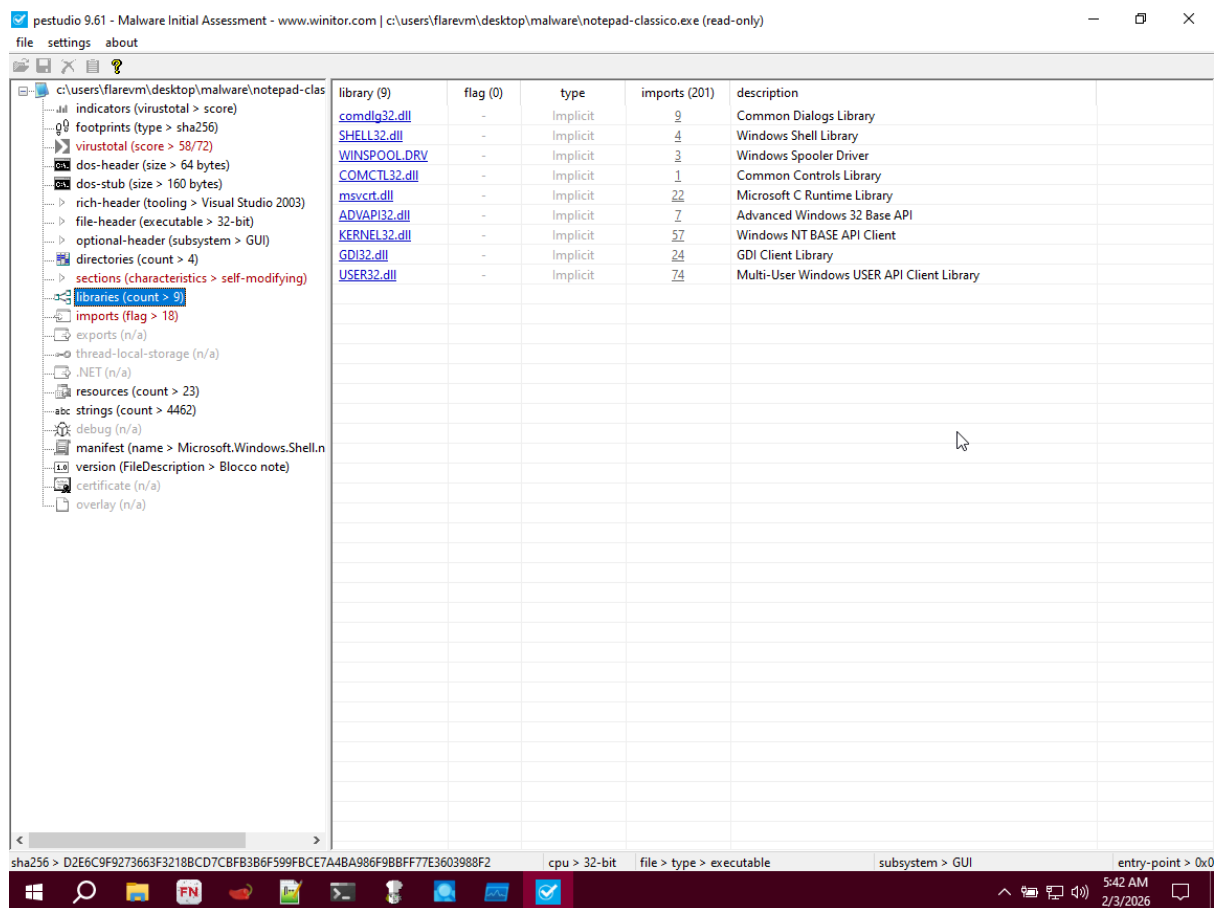 pestudio 9.61 - Malware Initial Assessment - www.winitor.com | c:\users\flarevm\desktop\malware\notepad-classico.exe (read-only)
file settings about
c:\users\flarevm\desktop\malware\notepad-clas
indicators (virustotal > score)
footprints (type > sha256)
virustotal (score > 58/72)
dos-header (size > 64 bytes)
dos-stub (size > 160 bytes)
rich-header (tooling > Visual Studio 2003)
file-header (executable > 32-bit)
optional-header (subsystem > GUI)
directories (count > 4)
sections (characteristics > self-modifying)
libraries (count > 9)
imports (flag > 18)
exports (n/a)
thread-local-storage (n/a)
.NET (n/a)
resources (count > 23)
abc strings (count > 4462)
debug (n/a)
manifest (name > Microsoft.Windows.Shell.n
1.0 version (FileDescription > Blocco note)
certificate (n/a)
overlay (n/a)
library (9) flag (0) type imports (201) description
comdlg32.dll - Implicit 9 Common Dialogs Library
SHELL32.dll - Implicit 4 Windows Shell Library
WINSPOOL.DRV - Implicit 3 Windows Spooler Driver
COMCTL32.dll - Implicit 1 Common Controls Library
msvcrt.dll - Implicit 22 Microsoft C Runtime Library
ADVAPI32.dll - Implicit 7 Advanced Windows 32 Base API
KERNEL32.dll - Implicit 57 Windows NT BASE API Client
GDI32.dll - Implicit 24 GDI Client Library
USER32.dll - Implicit 74 Multi-User Windows USER API Client Library
sha256 > D2E6C9F9273663F3218BCD7CBFB3B6F599FBCE7A4BA986F9BBFF77E3603988F2 cpu > 32-bit file > type > executable subsystem > GUI entry-point > 0x0
FN
5:42 AM
2/3/2026